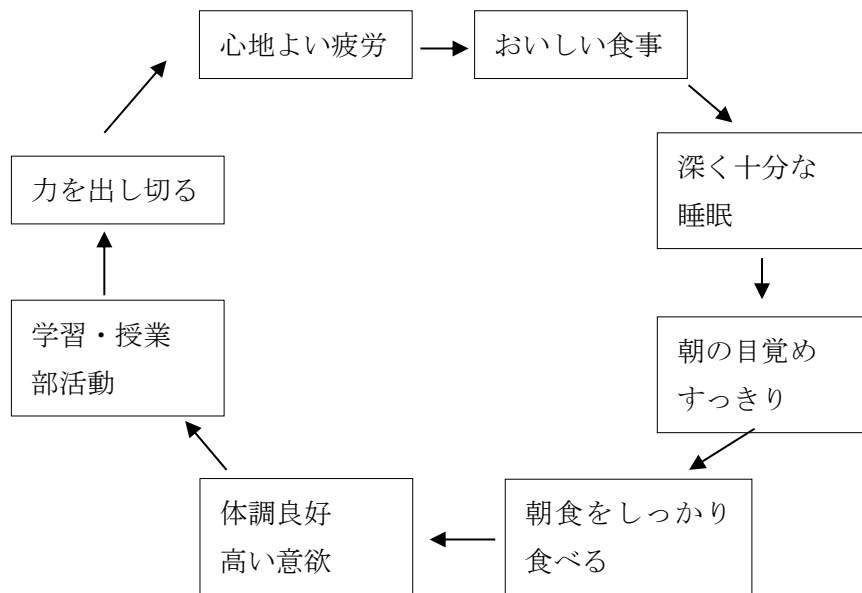 心地よい疲労
おいしい食事
深く十分な
睡眠
朝の目覚め
すっきり
朝食をしっかり
食べる
体調良好
高い意欲
学習・授業
部活動
力を出し切る